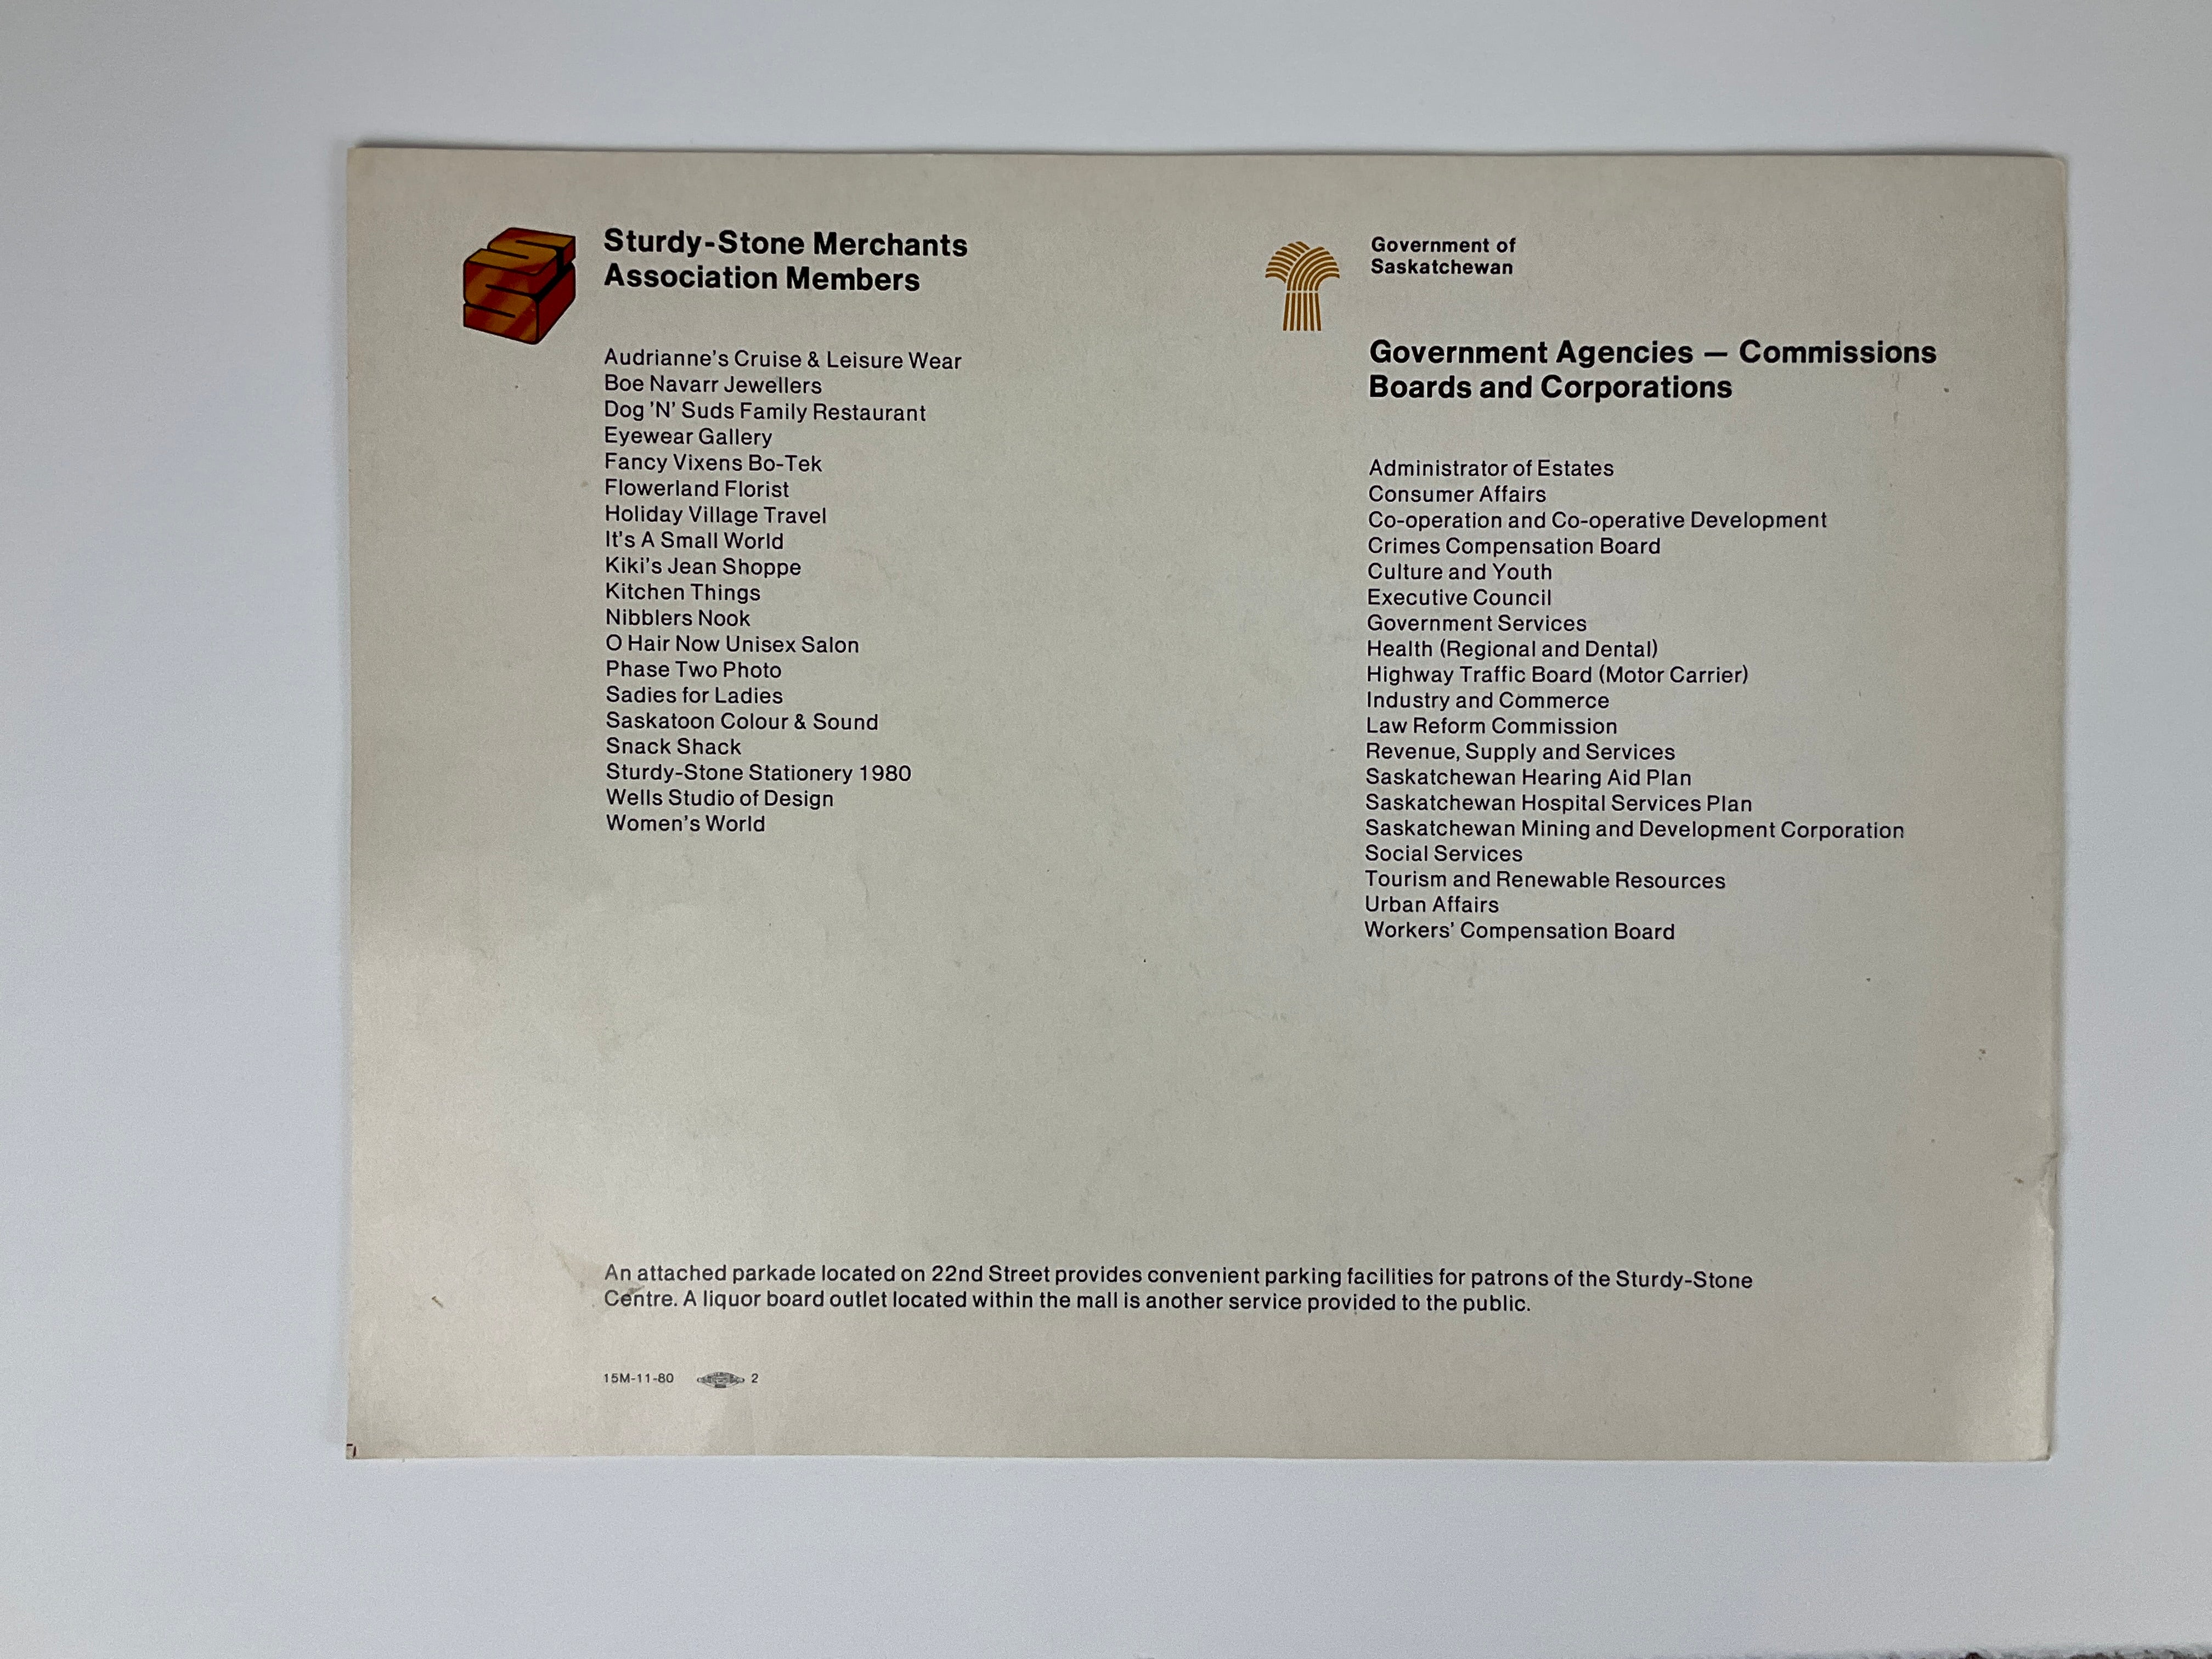 Sturdy-Stone Merchants
Association Members
Audrianne's Cruise & Leisure Wear
Boe Navarr Jewellers
Dog 'N' Suds Family Restaurant
Eyewear Gallery
Fancy Vixens Bo-Tek
Flowerland Florist
Holiday Village Travel
It's A Small World
Kiki's Jean Shoppe
Kitchen Things
Nibblers Nook
O Hair Now Unisex Salon
Phase Two Photo
Sadies for Ladies
Saskatoon Colour & Sound
Snack Shack
Sturdy-Stone Stationery 1980
Wells Studio of Design
Women's World
Government of
Saskatchewan
Government Agencies — Commissions
Boards and Corporations
Administrator of Estates
Consumer Affairs
Co-operation and Co-operative Development
Crimes Compensation Board
Culture and Youth
Executive Council
Government Services
Health (Regional and Dental)
Highway Traffic Board (Motor Carrier)
Industry and Commerce
Law Reform Commission
Revenue, Supply and Services
Saskatchewan Hearing Aid Plan
Saskatchewan Hospital Services Plan
Saskatchewan Mining and Development Corporation
Social Services
Tourism and Renewable Resources
Urban Affairs
Workers' Compensation Board
An attached parkade located on 22nd Street provides convenient parking facilities for patrons of the Sturdy-Stone
Centre. A liquor board outlet located within the mall is another service provided to the public.
15M-11-80 2